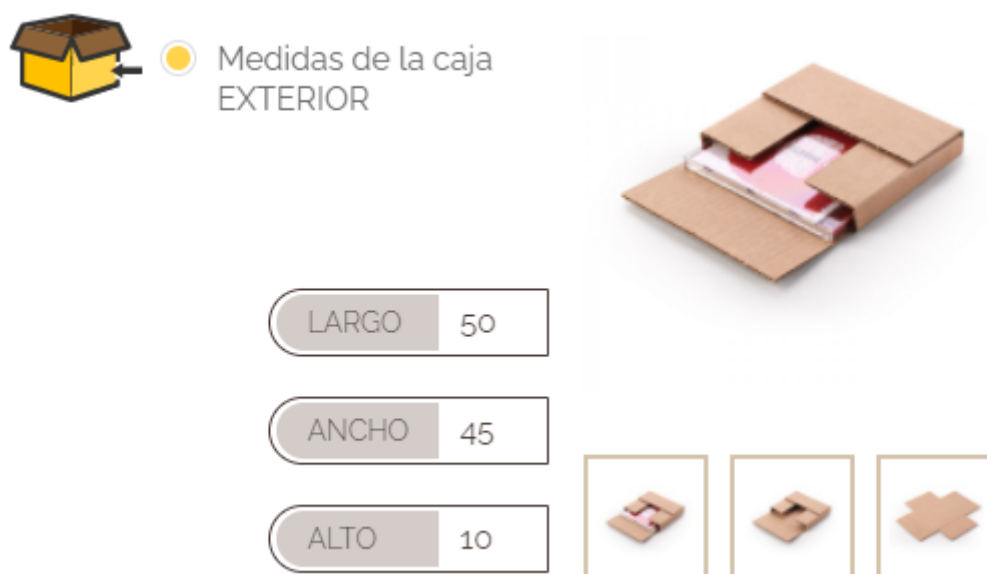 Medidas de la caja
EXTERIOR
LARGO 50
ANCHO 45
ALTO 10